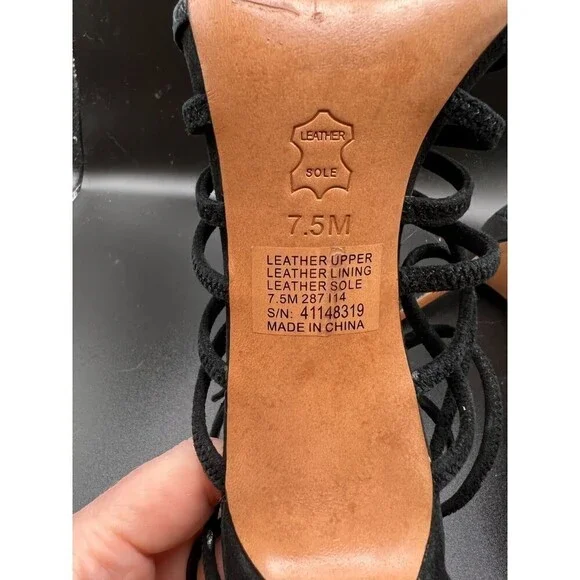 LEATHER
SOLE
7.5M
LEATHER UPPER
LEATHER LINING
LEATHER SOLE
7.5M 287 I14
S/N: 41148319
MADE IN CHINA